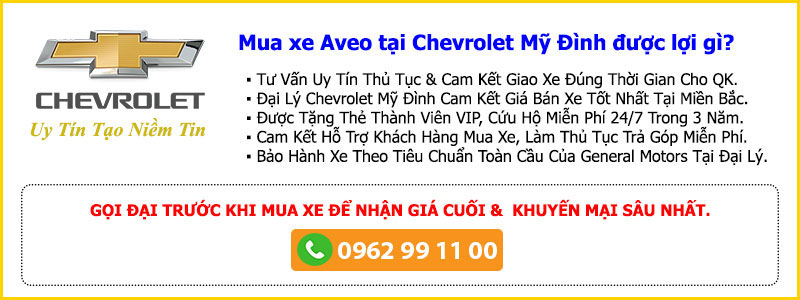 Mua xe Aveo tại Chevrolet Mỹ Đình được lợi gì?
CHEVROLET
Uy Tín Tạo Niềm Tin
▪ Tư Vấn Uy Tín Thủ Tục & Cam Kết Giao Xe Đúng Thời Gian Cho QK.
▪ Đại Lý Chevrolet Mỹ Đình Cam Kết Giá Bán Xe Tốt Nhất Tại Miền Bắc.
▪ Được Tặng Thẻ Thành Viên VIP, Cứu Hộ Miễn Phí 24/7 Trong 3 Năm.
▪ Cam Kết Hỗ Trợ Khách Hàng Mua Xe, Làm Thủ Tục Trả Góp Miễn Phí.
▪ Bảo Hành Xe Theo Tiêu Chuẩn Toàn Cầu Của General Motors Tại Đại Lý.
GỌI ĐẠI TRƯỚC KHI MUA XE ĐỂ NHẬN GIÁ CUỐI & KHUYẾN MẠI SÂU NHẤT.
0962 99 11 00